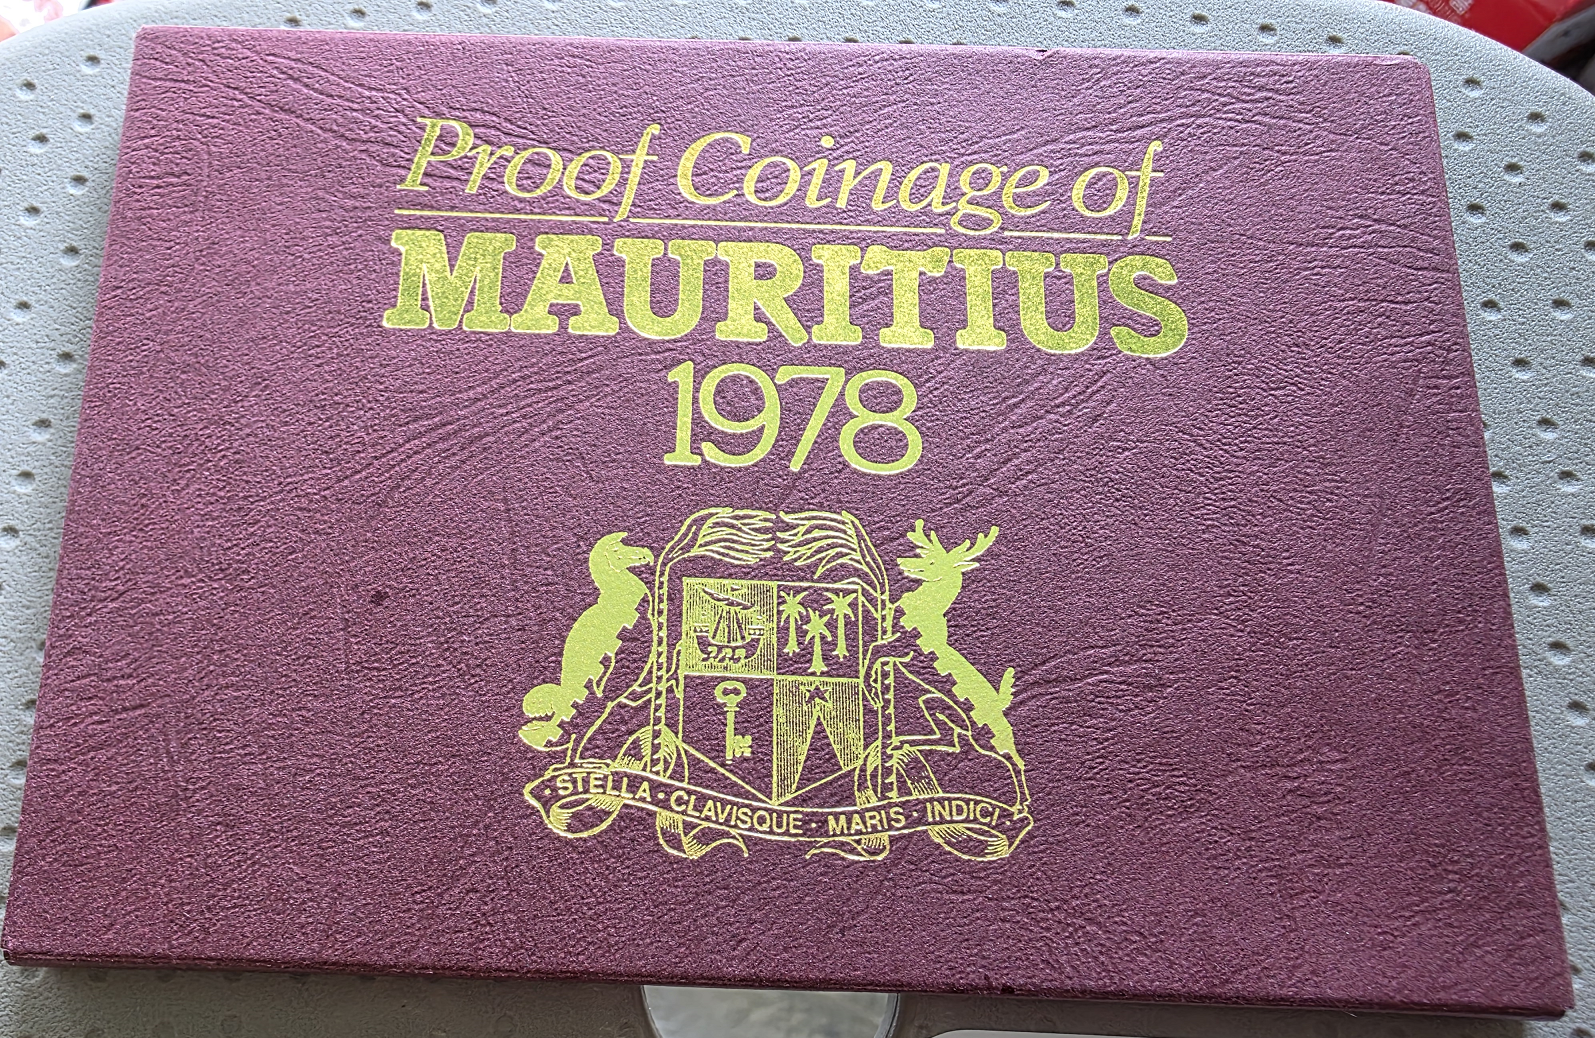 Proof Coinage of
MAURITIUS
1978
· STELLA · CLAVISQUE · MARIS · INDICI ·